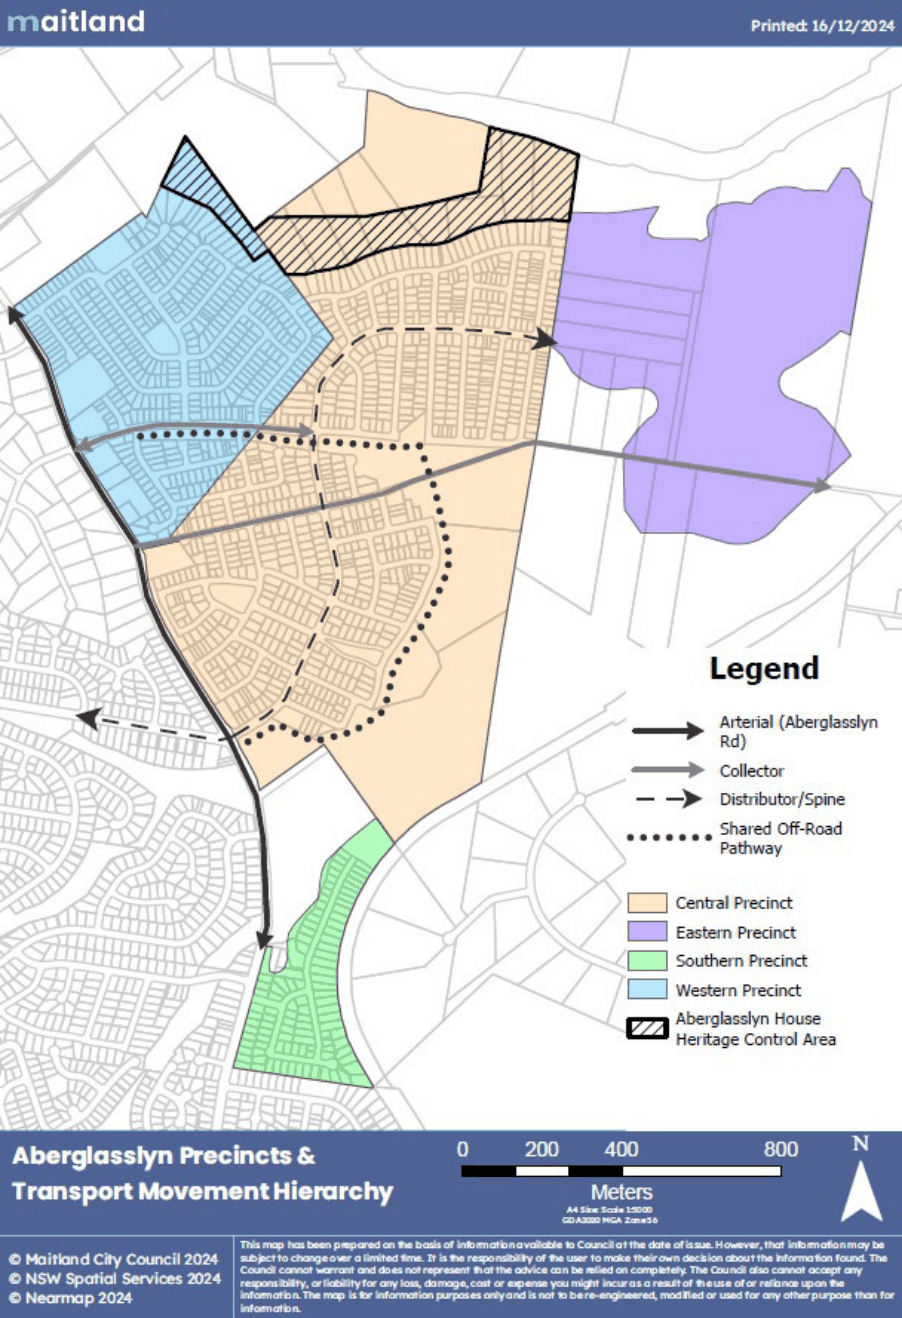 maitland
Printed: 16/12/2024
Legend
Arterial (Aberglasslyn
Rd)
Collector
Distributor/Spine
Shared Off-Road
Pathway
Central Precinct
Eastern Precinct
Southern Precinct
Western Precinct
Aberglasslyn House
Heritage Control Area
Aberglasslyn Precincts &
Transport Movement Hierarchy
0 200 400 800
Meters
A4 Size: Scale 1:5000
GDA2020 MGA Zone56
N
© Maitland City Council 2024
© NSW Spatial Services 2024
© Nearmap 2024
This map has been prepared on the basis of information available to Council at the date of issue. However, that information may be
subject to change over a limited time. It is the responsibility of the user to make their own decision about the information found. The
Council cannot warrant and does not represent that the advice can be relied on completely. The Council also cannot accept any
responsibility, or liability for any loss, damage, cost or expense you might incur as a result of the use of or reliance upon the
information. The map is for information purposes only and is not to be re-engineered, modified or used for any other purpose than for
information.